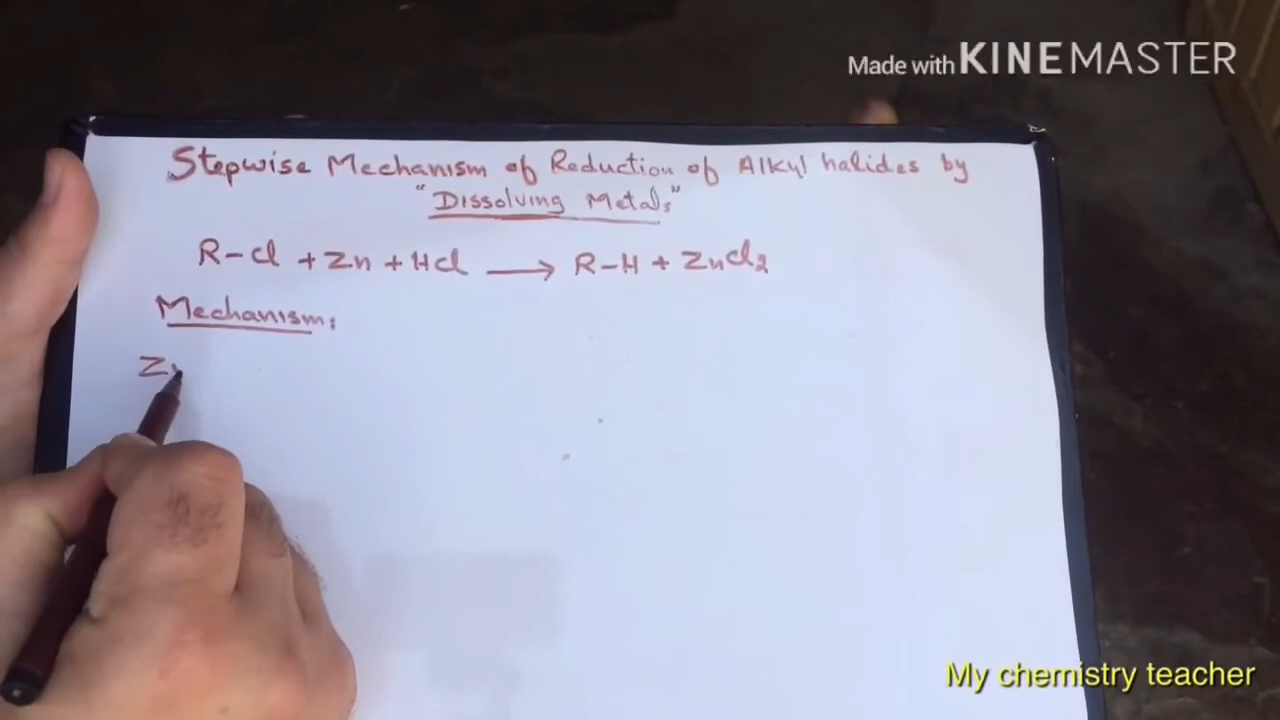 Made with KINEMASTER
Stepwise Mechanism of Reduction of Alkyl halides by
"Dissolving Metals"
R-Cl + Zn + HCl ⟶ R-H + ZnCl₂
Mechanism:
Z
My chemistry teacher